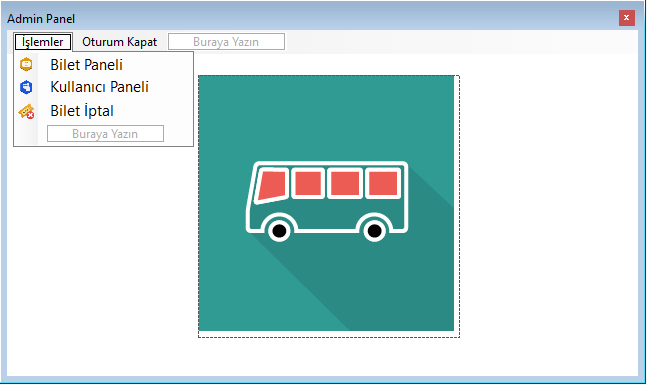 Admin Panel
İşlemler Oturum Kapat Buraya Yazın
Bilet Paneli
Kullanıcı Paneli
Bilet İptal
Buraya Yazın